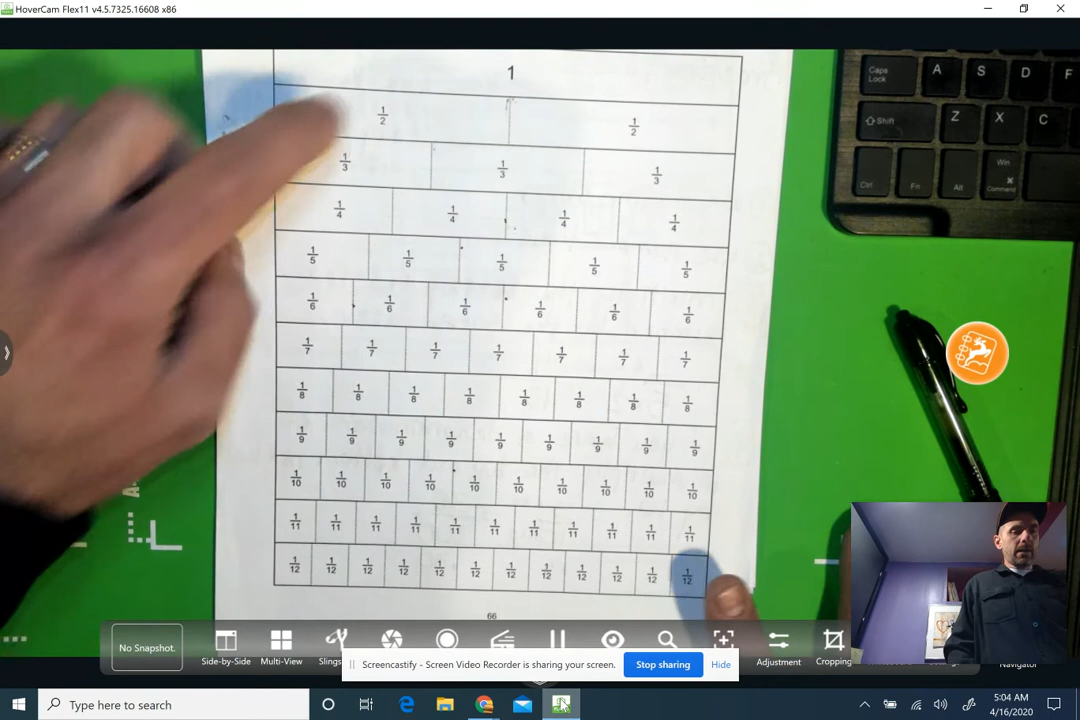 HoverCam Flex11 v4.5.7325.16608 x86
1
1/2 1/2
1/3 1/3 1/3
1/4 1/4 1/4 1/4
1/5 1/5 1/5 1/5 1/5
1/6 1/6 1/6 1/6 1/6 1/6
1/7 1/7 1/7 1/7 1/7 1/7 1/7
1/8 1/8 1/8 1/8 1/8 1/8 1/8 1/8
1/9 1/9 1/9 1/9 1/9 1/9 1/9 1/9 1/9
1/10 1/10 1/10 1/10 1/10 1/10 1/10 1/10 1/10 1/10
1/11 1/11 1/11 1/11 1/11 1/11 1/11 1/11 1/11 1/11 1/11
1/12 1/12 1/12 1/12 1/12 1/12 1/12 1/12 1/12 1/12 1/12 1/12
66
Caps Lock A S D F
Shift Z X C
Ctrl Fn Alt Win Command
No Snapshot.
Side-by-Side Multi-View Slings Adjustment Cropping Navigator
Screencastify - Screen Video Recorder is sharing your screen. Stop sharing Hide
Type here to search
5:04 AM
4/16/2020